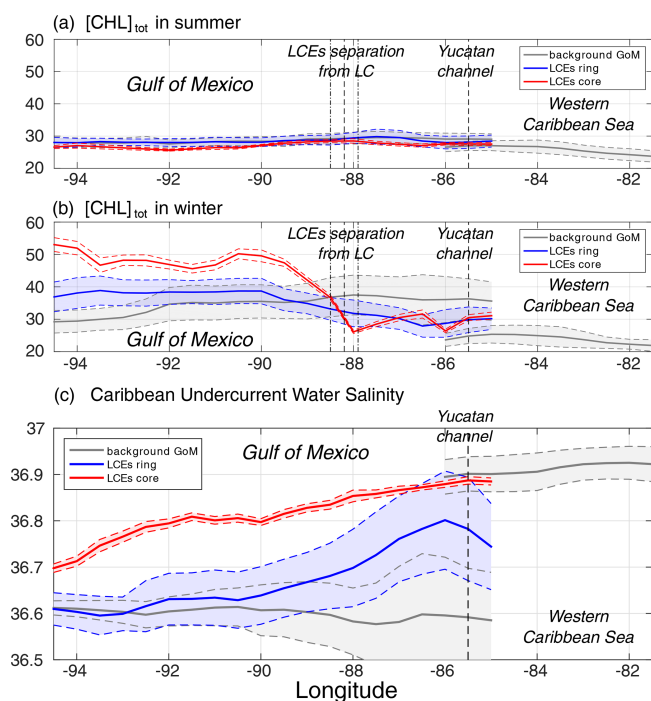 (a) [CHL]tot in summer
60
50
40
30
20
LCEs separation
from LC
Yucatan
channel
Gulf of Mexico
background GoM
LCEs ring
LCEs core
Western
Caribbean Sea
-94 -92 -90 -88 -86 -84 -82
(b) [CHL]tot in winter
60
50
40
30
20
LCEs separation
from LC
Yucatan
channel
background GoM
LCEs ring
LCEs core
Western
Caribbean Sea
Gulf of Mexico
-94 -92 -90 -88 -86 -84 -82
(c) Caribbean Undercurrent Water Salinity
37
36.9
36.8
36.7
36.6
36.5
background GoM
LCEs ring
LCEs core
Gulf of Mexico
Yucatan
channel
Western
Caribbean Sea
-94 -92 -90 -88 -86 -84 -82
Longitude